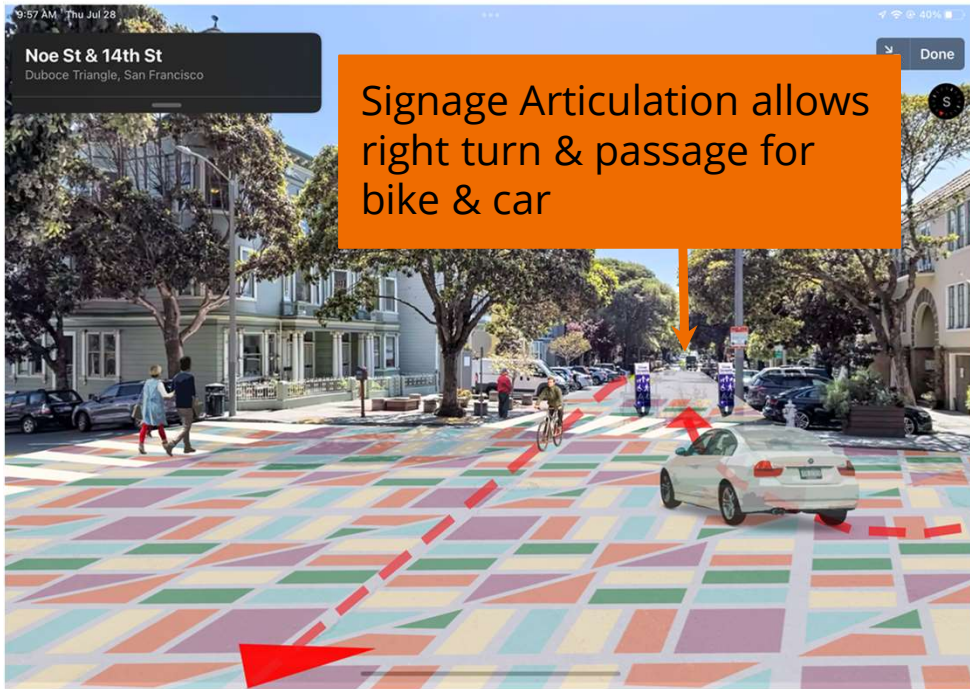 9:57 AM Thu Jul 28
40%
Noe St & 14th St
Duboce Triangle, San Francisco
Done
S
Signage Articulation allows
right turn & passage for
bike & car